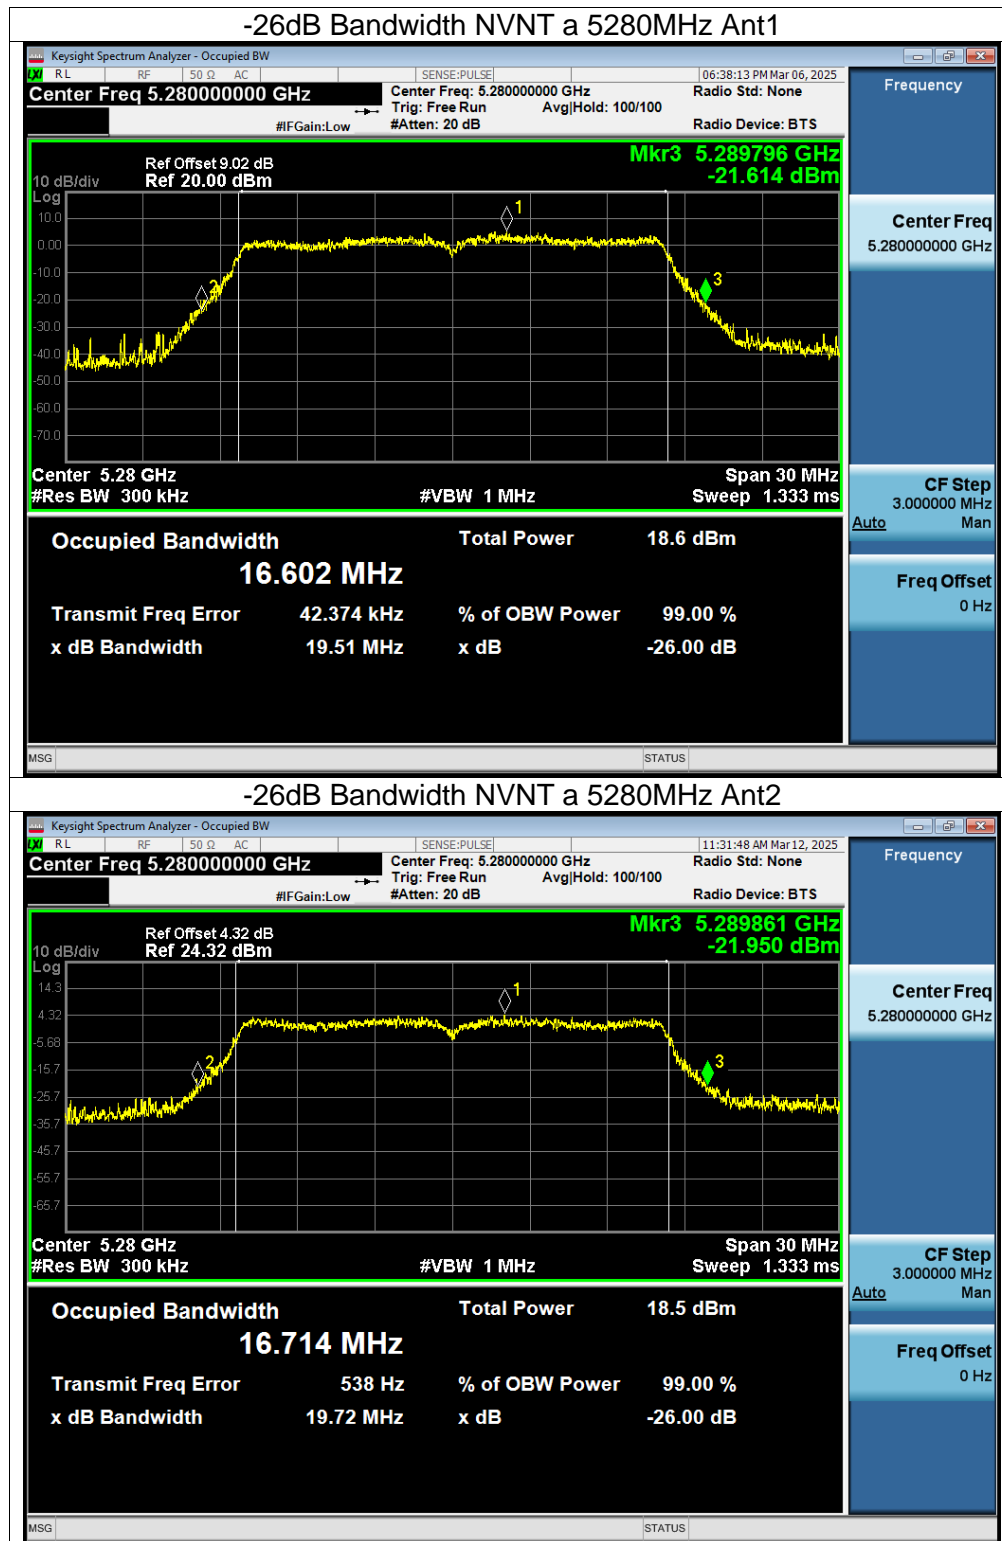 -26dB Bandwidth NVNT a 5280MHz Ant1
Keysight Spectrum Analyzer - Occupied BW
LXI RL RF 50 Ω AC SENSE:PULSE 06:38:13 PM Mar 06, 2025
Center Freq 5.280000000 GHz
Center Freq: 5.280000000 GHz Radio Std: None
Trig: Free Run Avg|Hold: 100/100
#IFGain:Low #Atten: 20 dB Radio Device: BTS
Frequency
Mkr3 5.289796 GHz
-21.614 dBm
Ref Offset 9.02 dB
10 dB/div Ref 20.00 dBm
Log
10.0
0.00
-10.0
-20.0
-30.0
-40.0
-50.0
-60.0
-70.0
1
2
3
Center 5.28 GHz Span 30 MHz
#Res BW 300 kHz #VBW 1 MHz Sweep 1.333 ms
Center Freq
5.280000000 GHz
CF Step
3.000000 MHz
Auto Man
Freq Offset
0 Hz
Occupied Bandwidth Total Power 18.6 dBm
16.602 MHz
Transmit Freq Error 42.374 kHz % of OBW Power 99.00 %
x dB Bandwidth 19.51 MHz x dB -26.00 dB
MSG STATUS
-26dB Bandwidth NVNT a 5280MHz Ant2
Keysight Spectrum Analyzer - Occupied BW
LXI RL RF 50 Ω AC SENSE:PULSE 11:31:48 AM Mar 12, 2025
Center Freq 5.280000000 GHz
Center Freq: 5.280000000 GHz Radio Std: None
Trig: Free Run Avg|Hold: 100/100
#IFGain:Low #Atten: 20 dB Radio Device: BTS
Frequency
Mkr3 5.289861 GHz
-21.950 dBm
Ref Offset 4.32 dB
10 dB/div Ref 24.32 dBm
Log
14.3
4.32
-5.68
-15.7
-25.7
-35.7
-45.7
-55.7
-65.7
1
2
3
Center 5.28 GHz Span 30 MHz
#Res BW 300 kHz #VBW 1 MHz Sweep 1.333 ms
Center Freq
5.280000000 GHz
CF Step
3.000000 MHz
Auto Man
Freq Offset
0 Hz
Occupied Bandwidth Total Power 18.5 dBm
16.714 MHz
Transmit Freq Error 538 Hz % of OBW Power 99.00 %
x dB Bandwidth 19.72 MHz x dB -26.00 dB
MSG STATUS